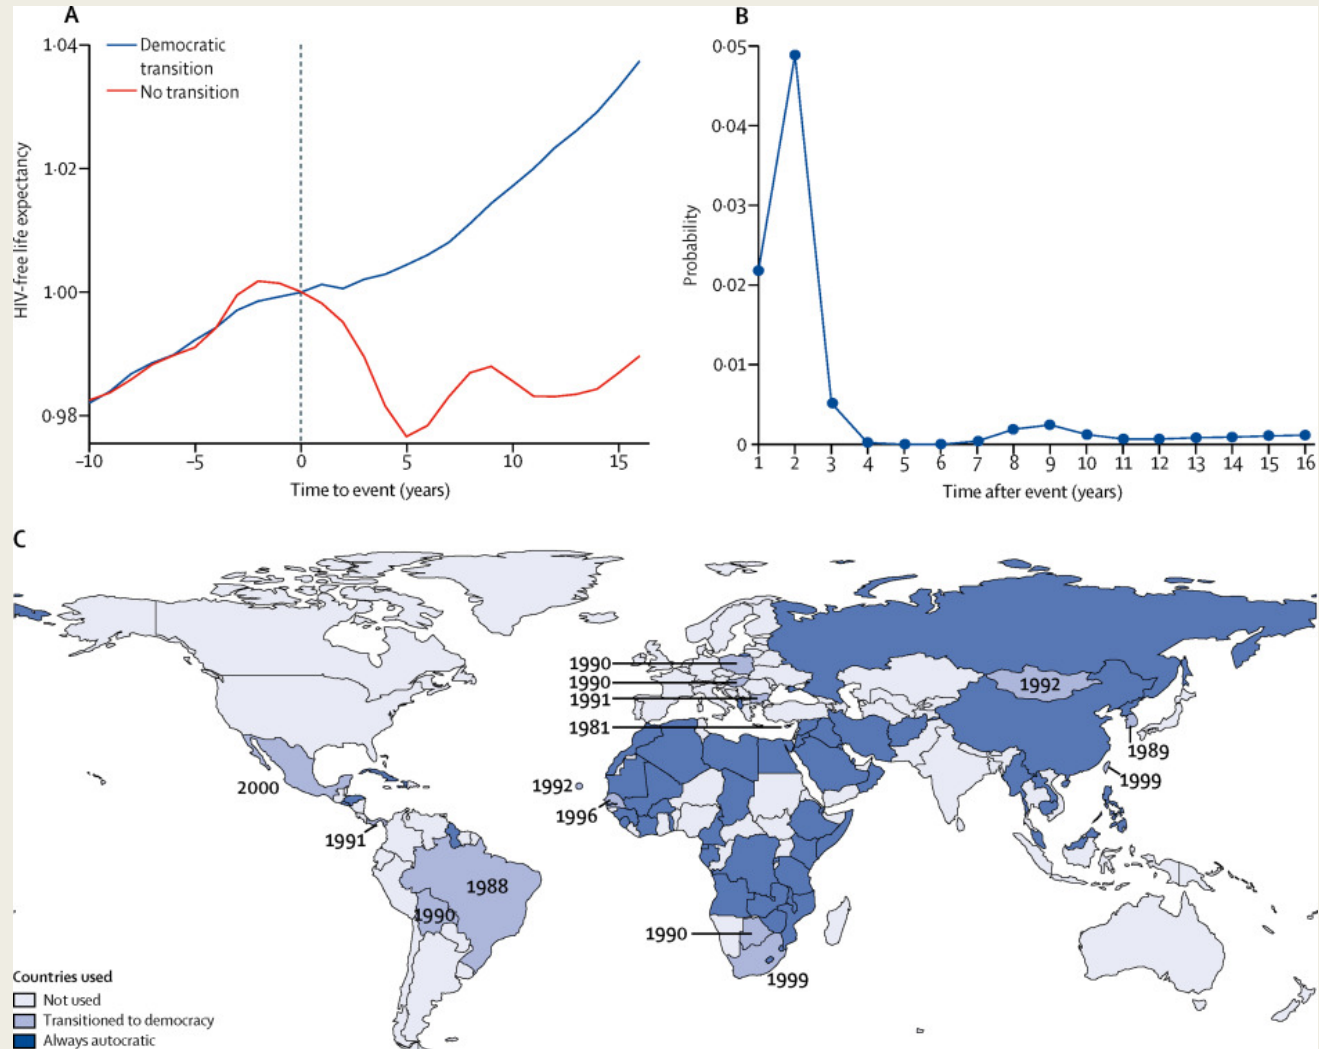 A
1·04
Democratic
transition
No transition
1·02
1·00
0·98
HIV-free life expectancy
−10
−5
0
5
10
15
Time to event (years)
B
0·05
0·04
0·03
0·02
0·01
0
Probability
1 2 3 4 5 6 7 8 9 10 11 12 13 14 15 16
Time after event (years)
C
1990
1990
1991
1981
1992
1989
1999
2000
1992
1996
1991
1988
1990
1990
1999
Countries used
Not used
Transitioned to democracy
Always autocratic